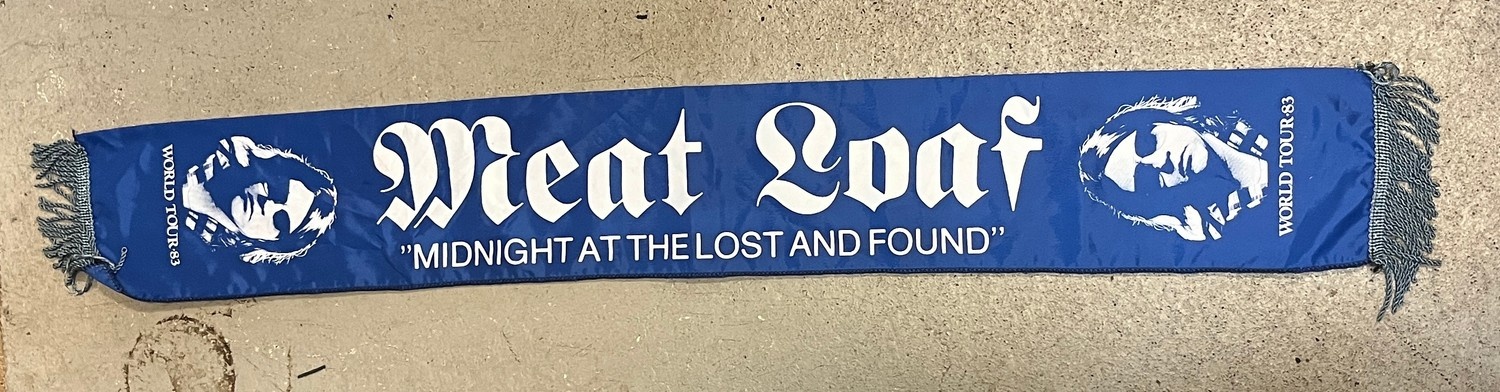 WORLD TOUR·83
Meat Loaf
”MIDNIGHT AT THE LOST AND FOUND”
WORLD TOUR·83